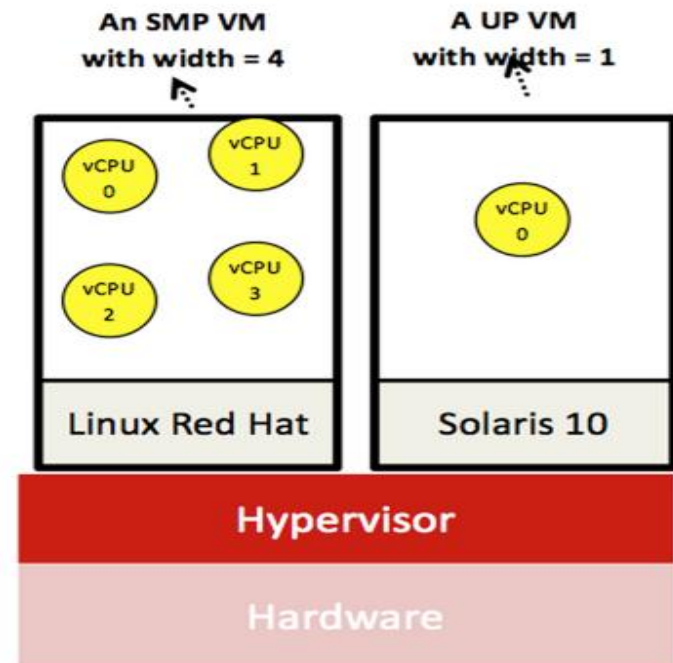 An SMP VM
with width = 4
A UP VM
with width = 1
vCPU
0
vCPU
1
vCPU
2
vCPU
3
vCPU
0
Linux Red Hat
Solaris 10
Hypervisor
Hardware